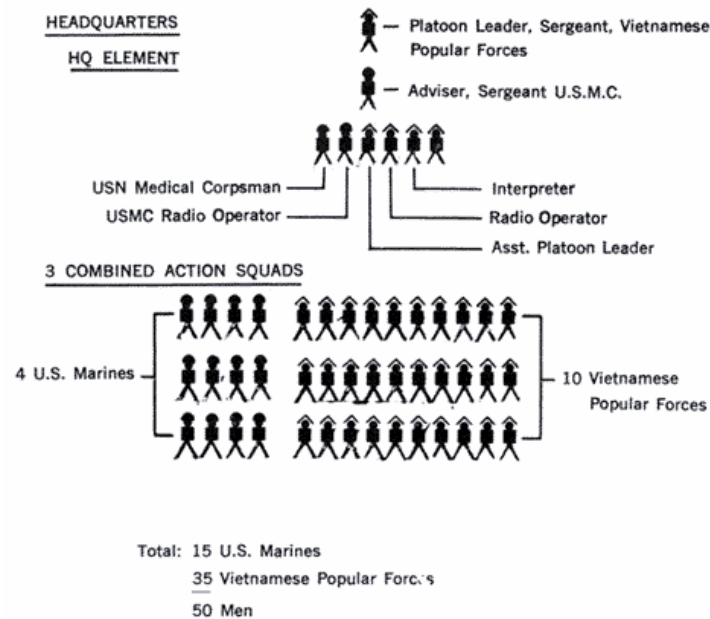 HEADQUARTERS
HQ ELEMENT
Platoon Leader, Sergeant, Vietnamese
Popular Forces
Adviser, Sergeant U.S.M.C.
USN Medical Corpsman
Interpreter
USMC Radio Operator
Radio Operator
Asst. Platoon Leader
3 COMBINED ACTION SQUADS
4 U.S. Marines
10 Vietnamese
Popular Forces
Total: 15 U.S. Marines
35 Vietnamese Popular Forces
50 Men